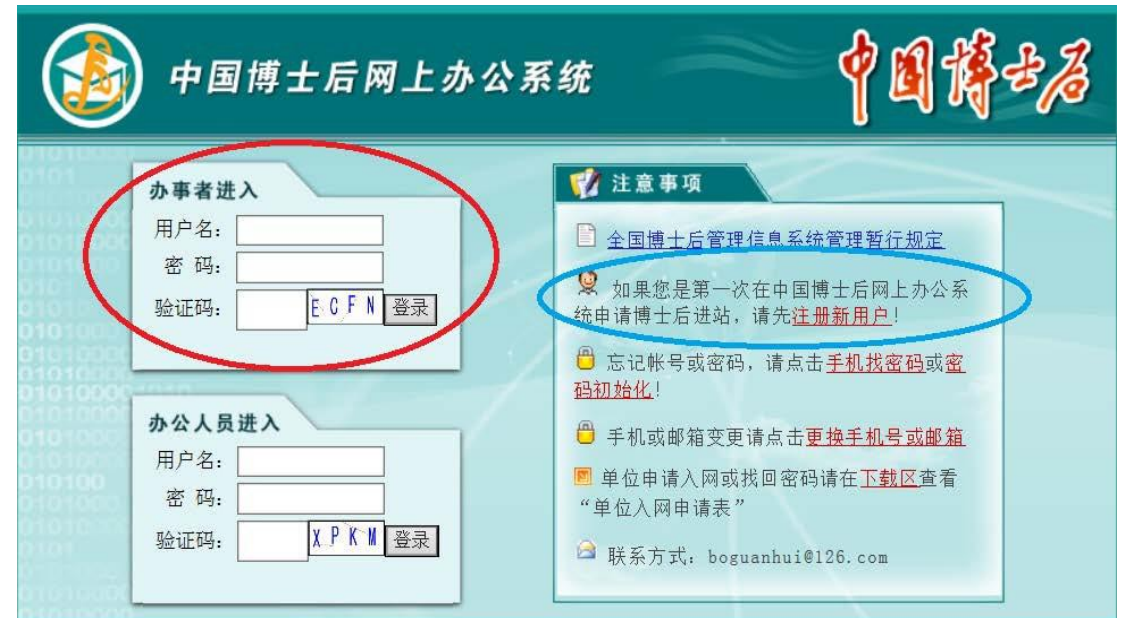 中国博士后网上办公系统
中国博士后
办事者进入
用户名：
密 码：
验证码： E C F N 登录
办公人员进入
用户名：
密 码：
验证码： X P K M 登录
注意事项
全国博士后管理信息系统管理暂行规定
如果您是第一次在中国博士后网上办公系
统申请博士后进站，请先注册新用户！
忘记帐号或密码，请点击手机找密码或密
码初始化！
手机或邮箱变更请点击更换手机号或邮箱
单位申请入网或找回密码请在下载区查看
“单位入网申请表”
联系方式：boguanhui@126.com